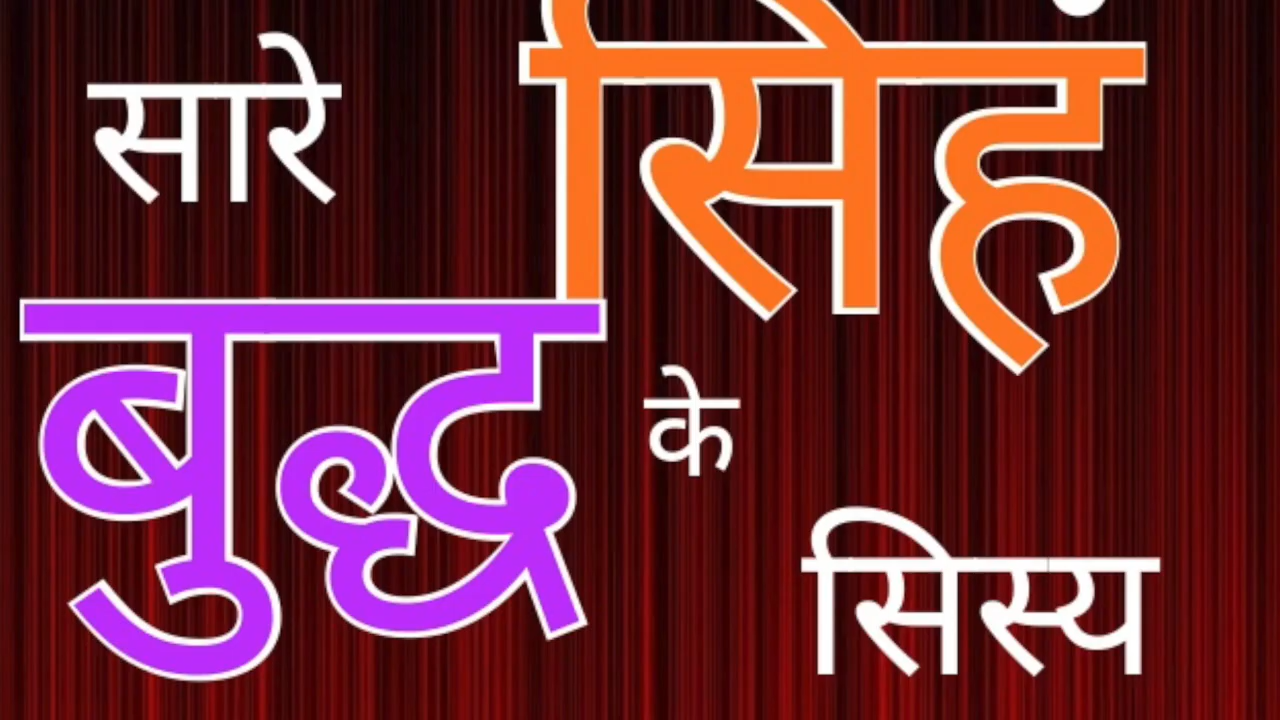 सारे सिहं
बुद्ध के
सिस्य